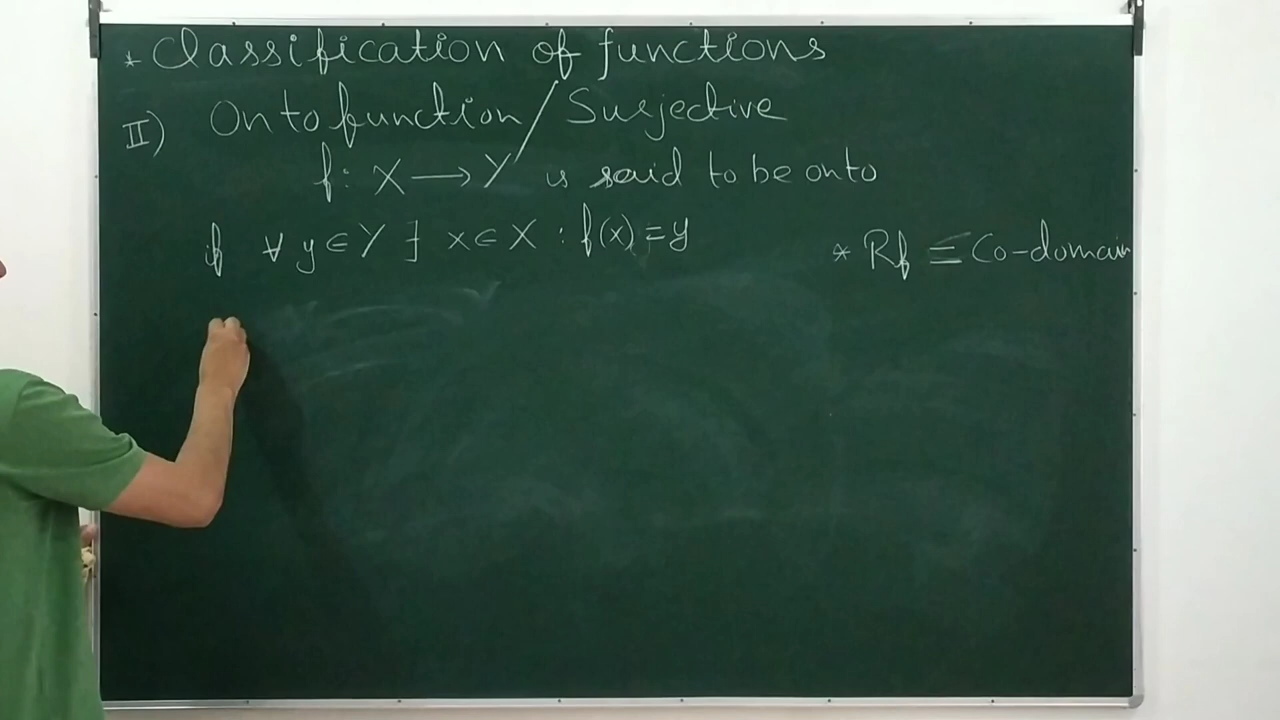 * Classification of functions
II) Onto function / Surjective
f: X → Y is said to be onto
if ∀ y ∈ Y ∃ x ∈ X : f(x) = y
* Rf ≡ Co-domain